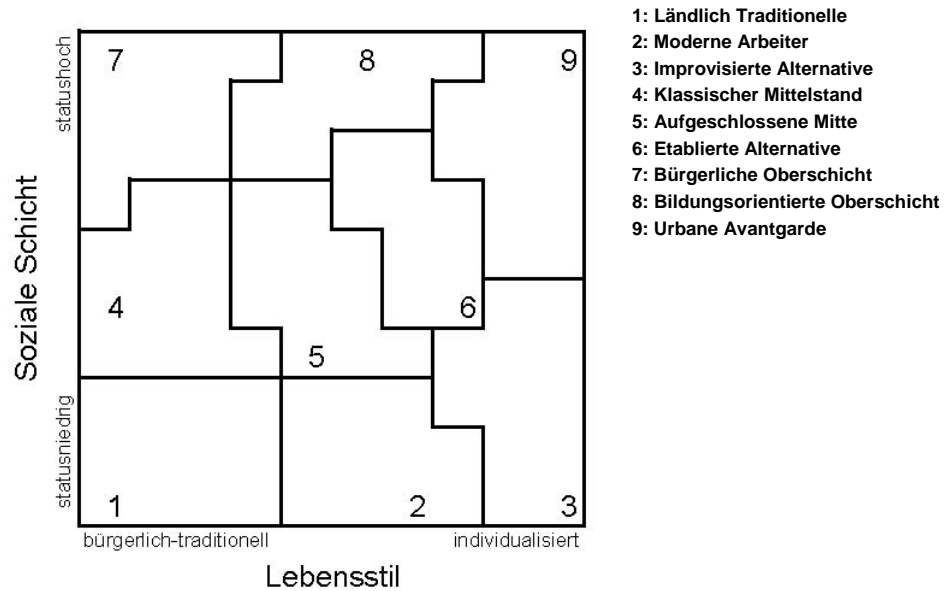 1: Ländlich Traditionelle
2: Moderne Arbeiter
3: Improvisierte Alternative
4: Klassischer Mittelstand
5: Aufgeschlossene Mitte
6: Etablierte Alternative
7: Bürgerliche Oberschicht
8: Bildungsorientierte Oberschicht
9: Urbane Avantgarde
Soziale Schicht
statushoch
statusniedrig
7 8 9
4 6
5
1 2 3
bürgerlich-traditionell individualisiert
Lebensstil